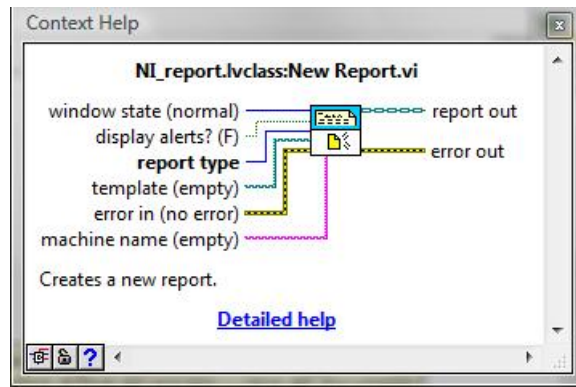 Context Help
NI_report.lvclass:New Report.vi
window state (normal)
report out
display alerts? (F)
report type
error out
template (empty)
error in (no error)
machine name (empty)
Creates a new report.
Detailed help
?